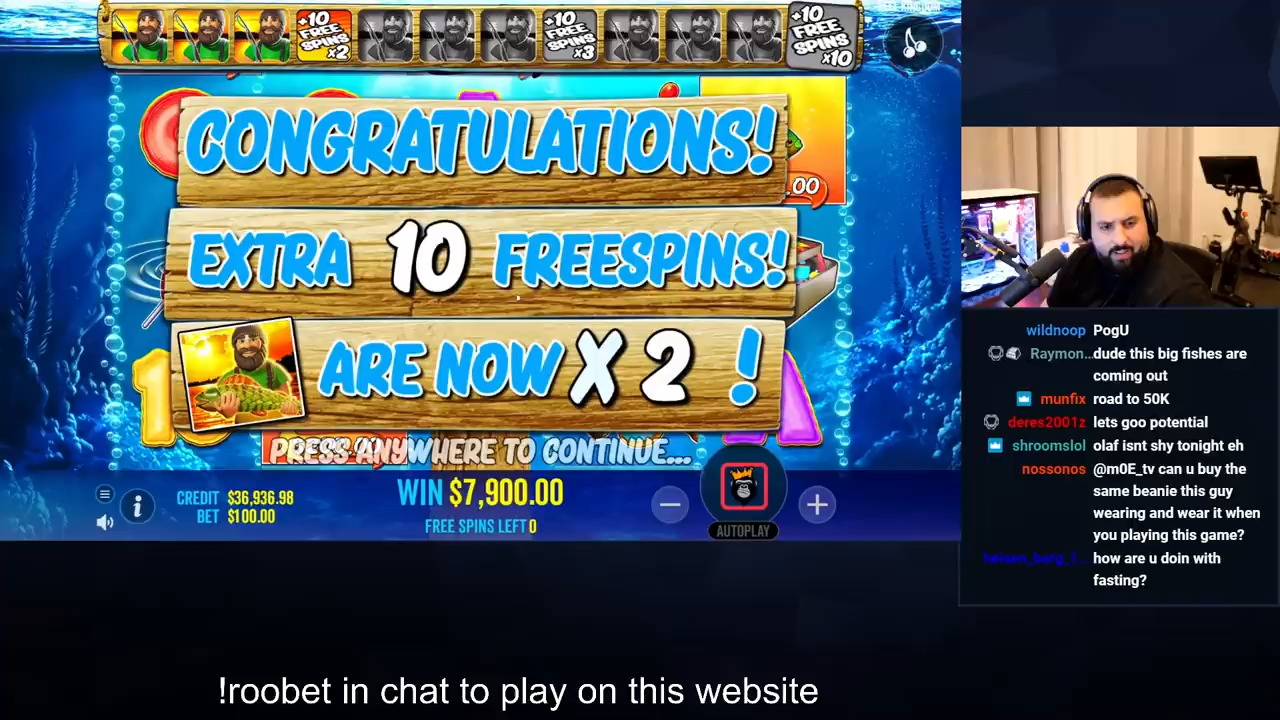 +10 FREE SPINS x2
+10 FREE SPINS x3
+10 FREE SPINS x10
CONGRATULATIONS!
.00
EXTRA 10 FREESPINS!
ARE NOW X 2 !
PRESS ANYWHERE TO CONTINUE...
CREDIT $36,936.98
BET $100.00
WIN $7,900.00
FREE SPINS LEFT 0
AUTOPLAY
wildnoop PogU
Raymon... dude this big fishes are
coming out
munfix road to 50K
deres2001z lets goo potential
shroomslol olaf isnt shy tonight eh
nossonos @m0E_tv can u buy the
same beanie this guy
wearing and wear it when
you playing this game?
heisen_berg_1... how are u doin with
fasting?
!roobet in chat to play on this website